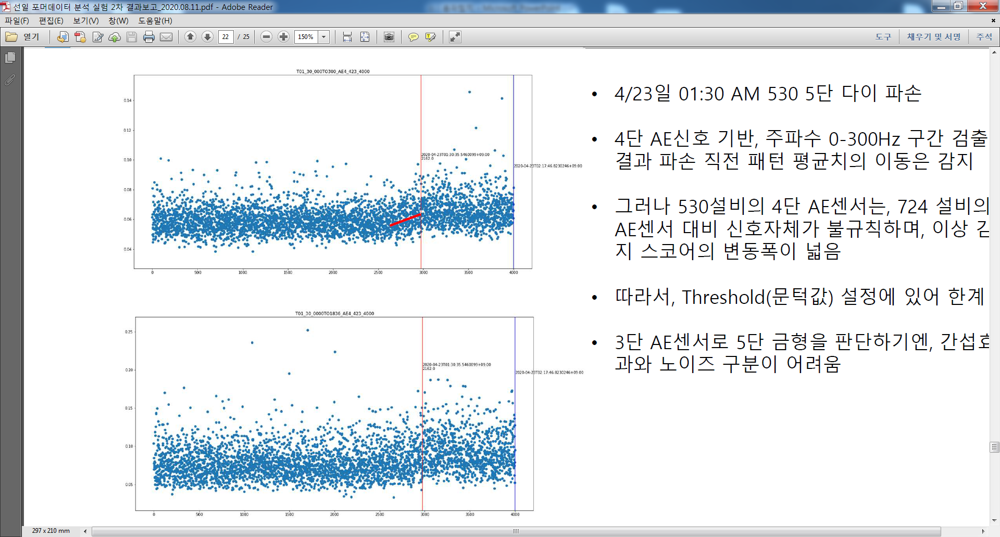 선일 포머데이터 분석 실험 2차 결과보고_2020.08.11.pdf - Adobe Reader
파일(F) 편집(E) 보기(V) 창(W) 도움말(H)
열기 22 / 25 150% 도구 채우기 및 서명 주석
T01_30_000TO300_AE4_423_4000
0.14
0.12
0.10
0.08
0.06
0.04
2020-04-23T01:30:35.5460099+09:00
2162.0
2020-04-23T02:17:46.8230246+09:00
0 500 1000 1500 2000 2500 3000 3500 4000
T01_30_0000TO1836_AE4_423_4000
0.25
0.20
0.15
0.10
0.05
2020-04-23T01:30:35.5460099+09:00
2162.0
2020-04-23T02:17:46.8230246+09:00
0 500 1000 1500 2000 2500 3000 3500 4000
• 4/23일 01:30 AM 530 5단 다이 파손
• 4단 AE신호 기반, 주파수 0-300Hz 구간 검출
결과 파손 직전 패턴 평균치의 이동은 감지
• 그러나 530설비의 4단 AE센서는, 724 설비의
AE센서 대비 신호자체가 불규칙하며, 이상 감
지 스코어의 변동폭이 넓음
• 따라서, Threshold(문턱값) 설정에 있어 한계
• 3단 AE센서로 5단 금형을 판단하기엔, 간섭효
과와 노이즈 구분이 어려움
297 x 210 mm